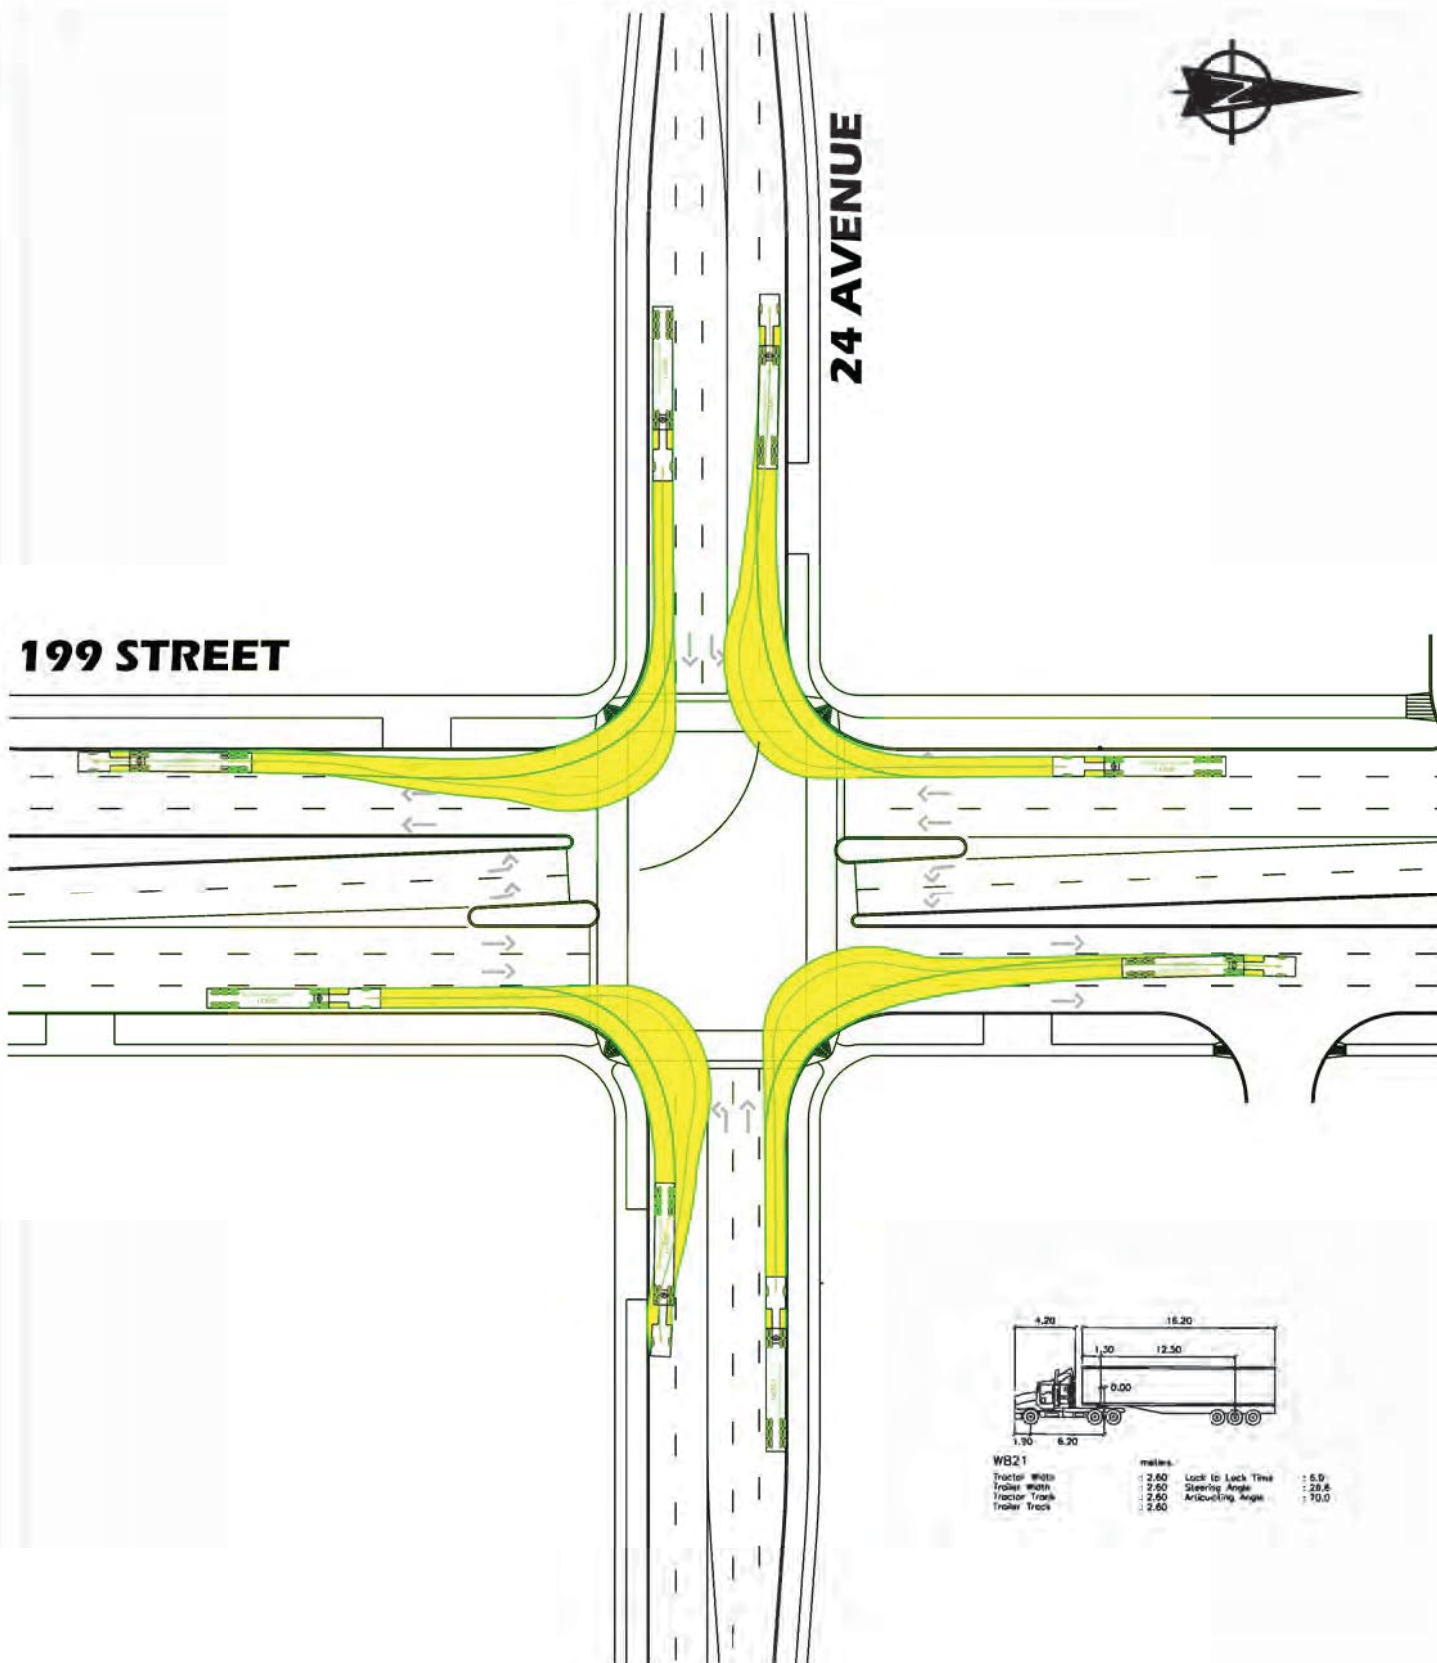 24 AVENUE
199 STREET
4.20 16.20
1.30 12.50
0.00
1.90 6.20
WB21 meters
Tractor Width : 2.60 Lock to Lock Time : 6.0
Trailer Width : 2.60 Steering Angle : 28.6
Tractor Track : 2.60 Articulating Angle : 70.0
Trailer Track : 2.60